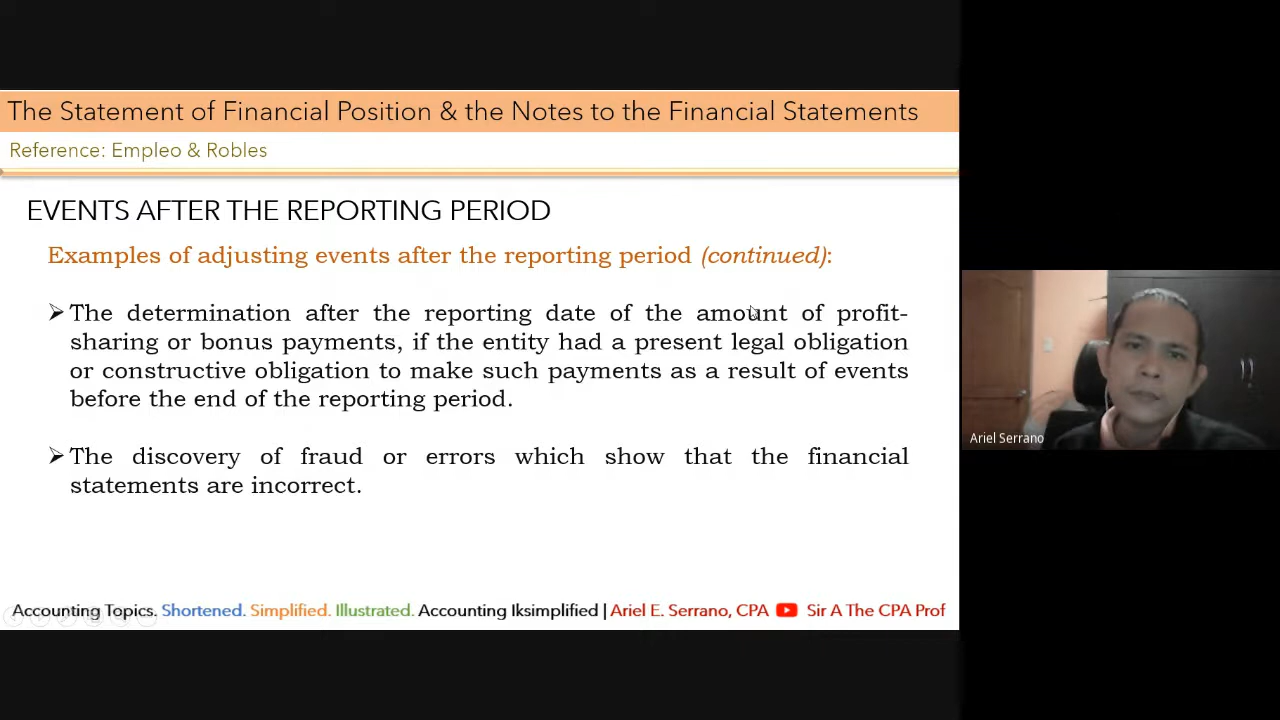 The Statement of Financial Position & the Notes to the Financial Statements
Reference: Empleo & Robles
EVENTS AFTER THE REPORTING PERIOD
Examples of adjusting events after the reporting period (continued):
➢ The determination after the reporting date of the amount of profit-
sharing or bonus payments, if the entity had a present legal obligation
or constructive obligation to make such payments as a result of events
before the end of the reporting period.
➢ The discovery of fraud or errors which show that the financial
statements are incorrect.
Accounting Topics. Shortened. Simplified. Illustrated. Accounting Iksimplified | Ariel E. Serrano, CPA Sir A The CPA Prof
Ariel Serrano